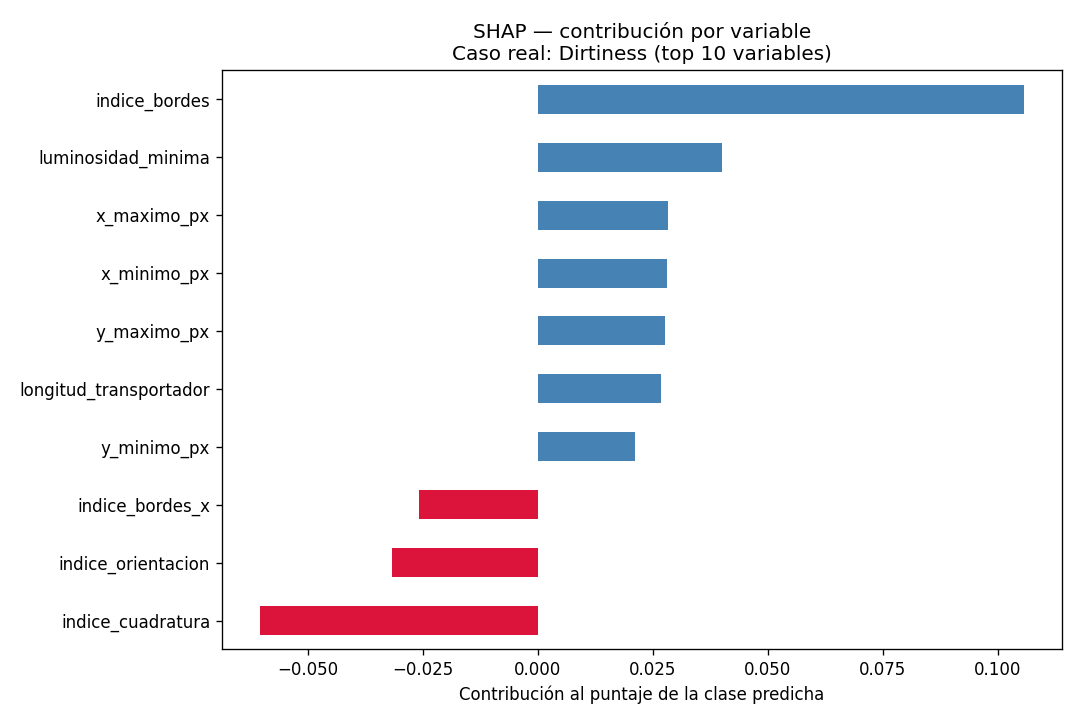 SHAP — contribución por variable
Caso real: Dirtiness (top 10 variables)
indice_bordes
luminosidad_minima
x_maximo_px
x_minimo_px
y_maximo_px
longitud_transportador
y_minimo_px
indice_bordes_x
indice_orientacion
indice_cuadratura
−0.050 −0.025 0.000 0.025 0.050 0.075 0.100
Contribución al puntaje de la clase predicha